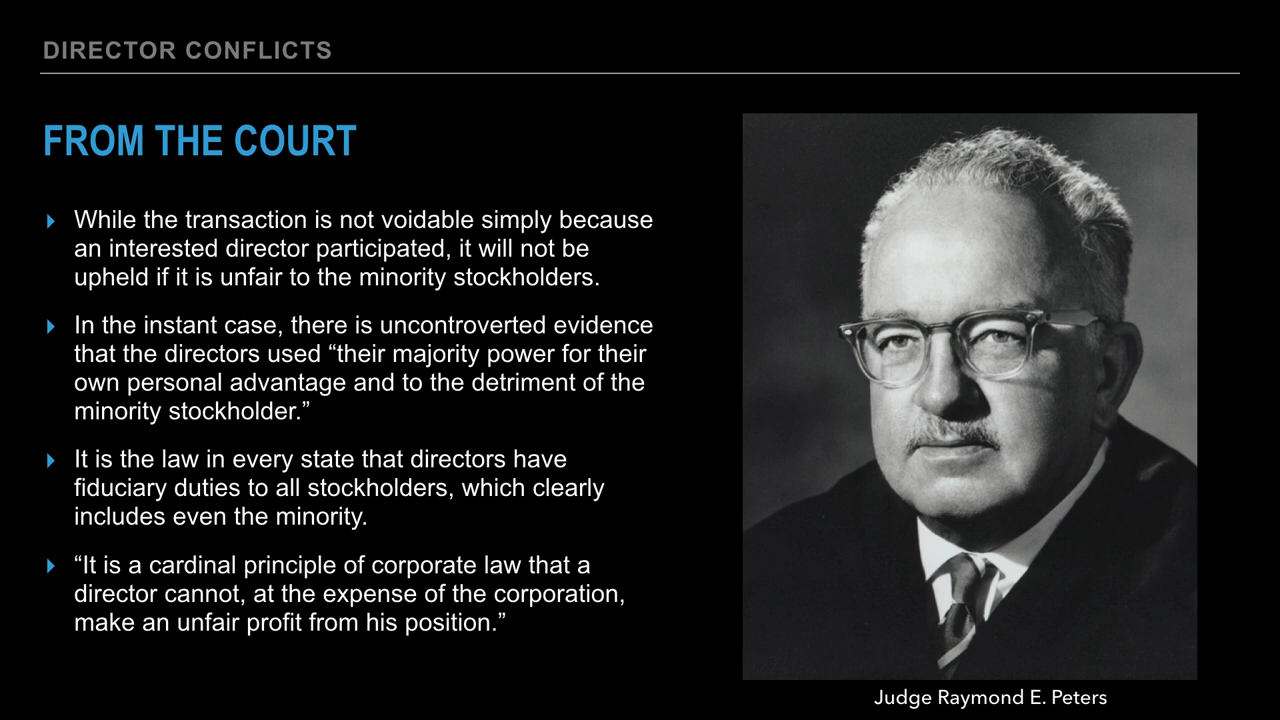 DIRECTOR CONFLICTS
FROM THE COURT
While the transaction is not voidable simply because
an interested director participated, it will not be
upheld if it is unfair to the minority stockholders.
In the instant case, there is uncontroverted evidence
that the directors used “their majority power for their
own personal advantage and to the detriment of the
minority stockholder.”
It is the law in every state that directors have
fiduciary duties to all stockholders, which clearly
includes even the minority.
“It is a cardinal principle of corporate law that a
director cannot, at the expense of the corporation,
make an unfair profit from his position.”
Judge Raymond E. Peters